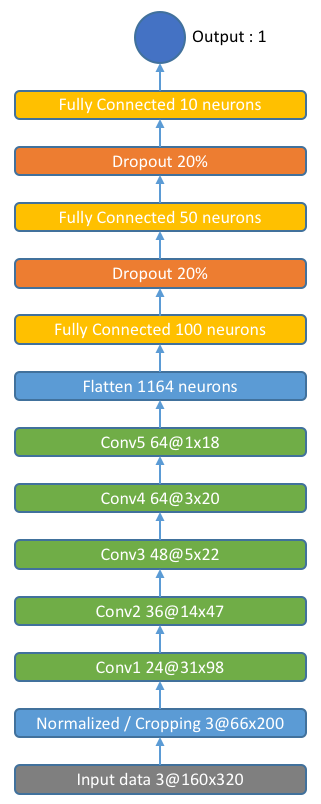 Output : 1
Fully Connected 10 neurons
Dropout 20%
Fully Connected 50 neurons
Dropout 20%
Fully Connected 100 neurons
Flatten 1164 neurons
Conv5 64@1x18
Conv4 64@3x20
Conv3 48@5x22
Conv2 36@14x47
Conv1 24@31x98
Normalized / Cropping 3@66x200
Input data 3@160x320